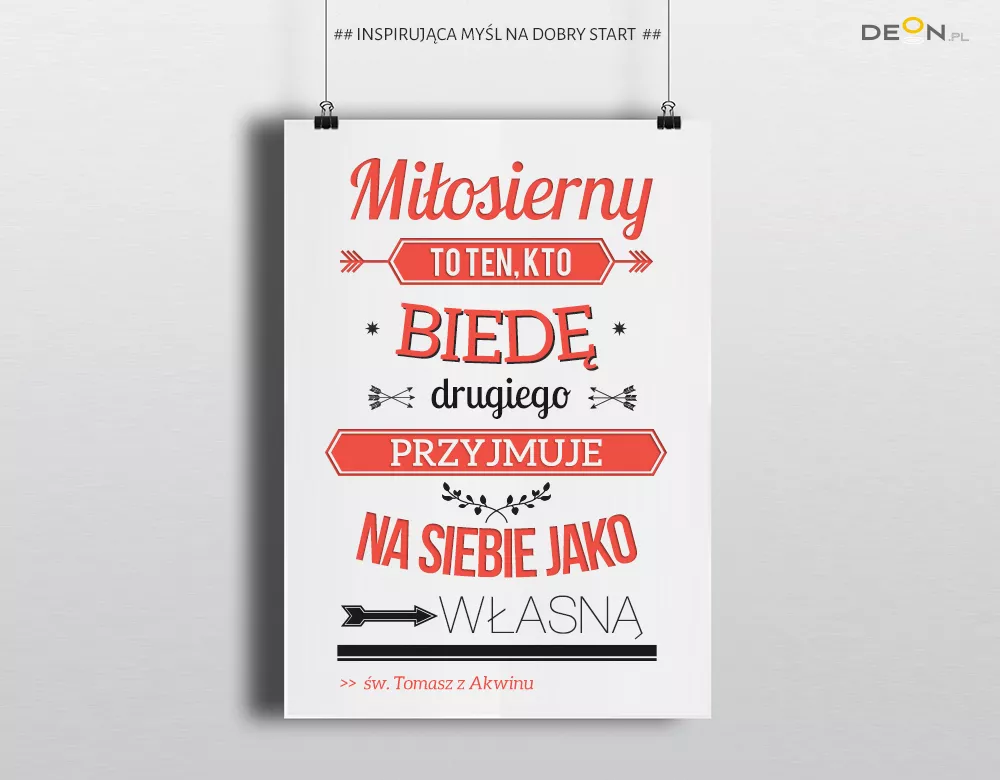 ## INSPIRUJĄCA MYŚL NA DOBRY START ##
DEON.PL
Miłosierny
TO TEN, KTO
BIEDĘ
drugiego
PRZYJMUJE
NA SIEBIE JAKO
WŁASNĄ
>> św. Tomasz z Akwinu